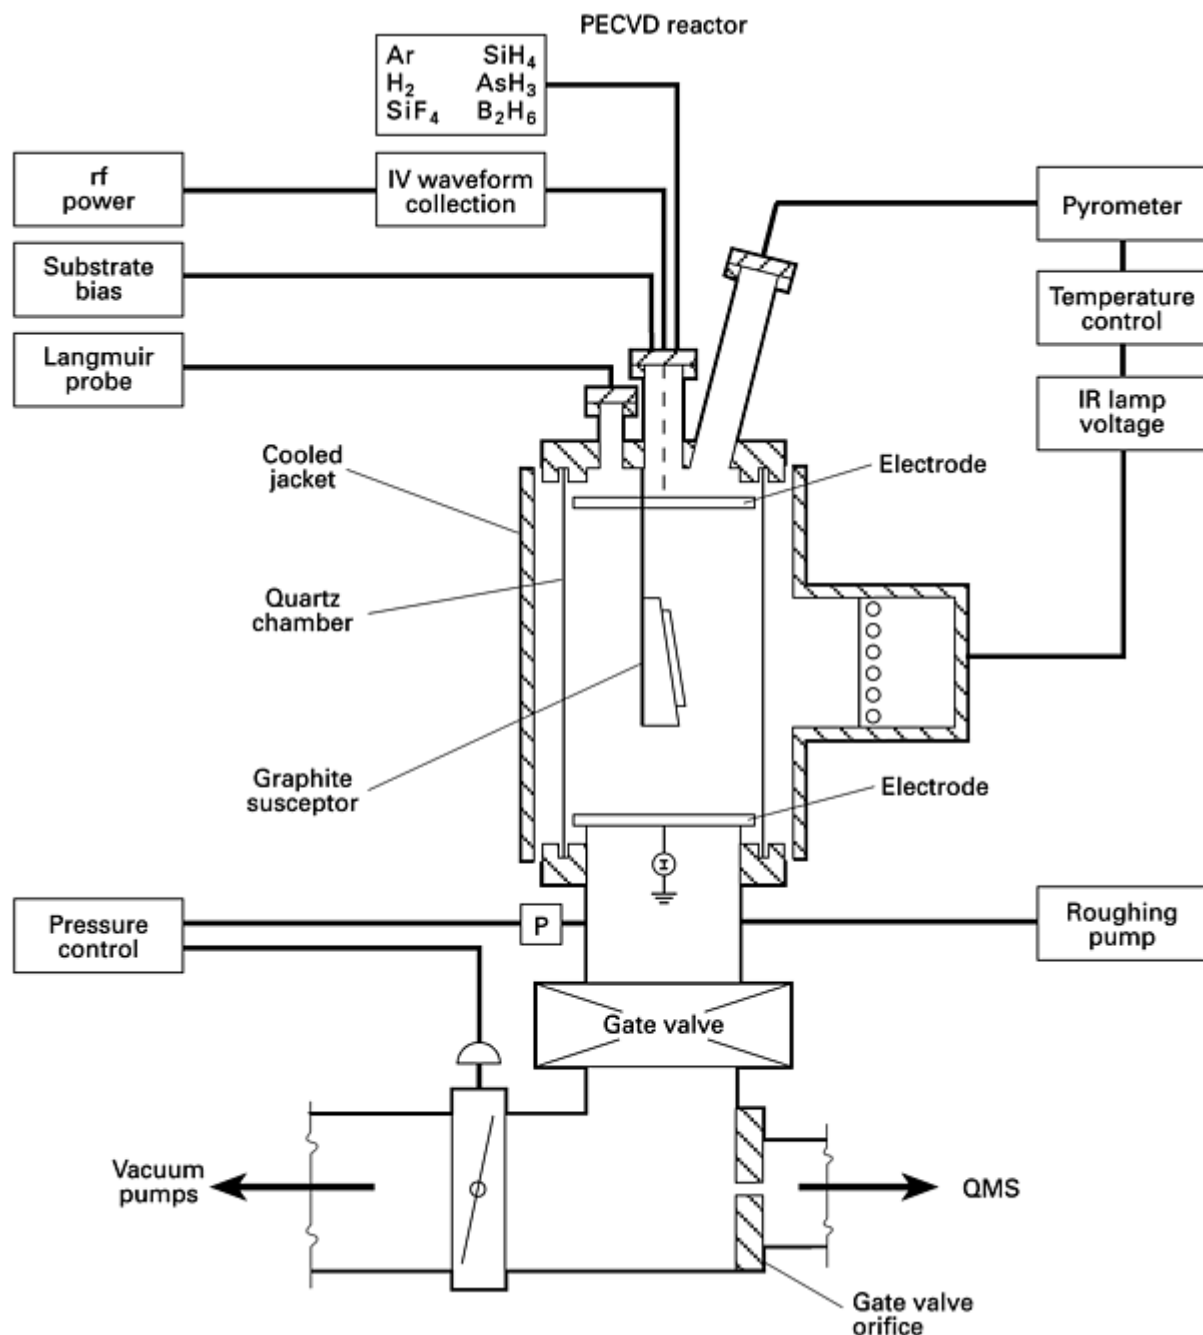 PECVD reactor
Ar SiH₄
H₂ AsH₃
SiF₄ B₂H₆
rf
power
IV waveform
collection
Pyrometer
Substrate
bias
Temperature
control
Langmuir
probe
IR lamp
voltage
Cooled
jacket
Electrode
Quartz
chamber
Graphite
susceptor
Electrode
I
Pressure
control
P
Roughing
pump
Gate valve
Vacuum
pumps
QMS
Gate valve
orifice